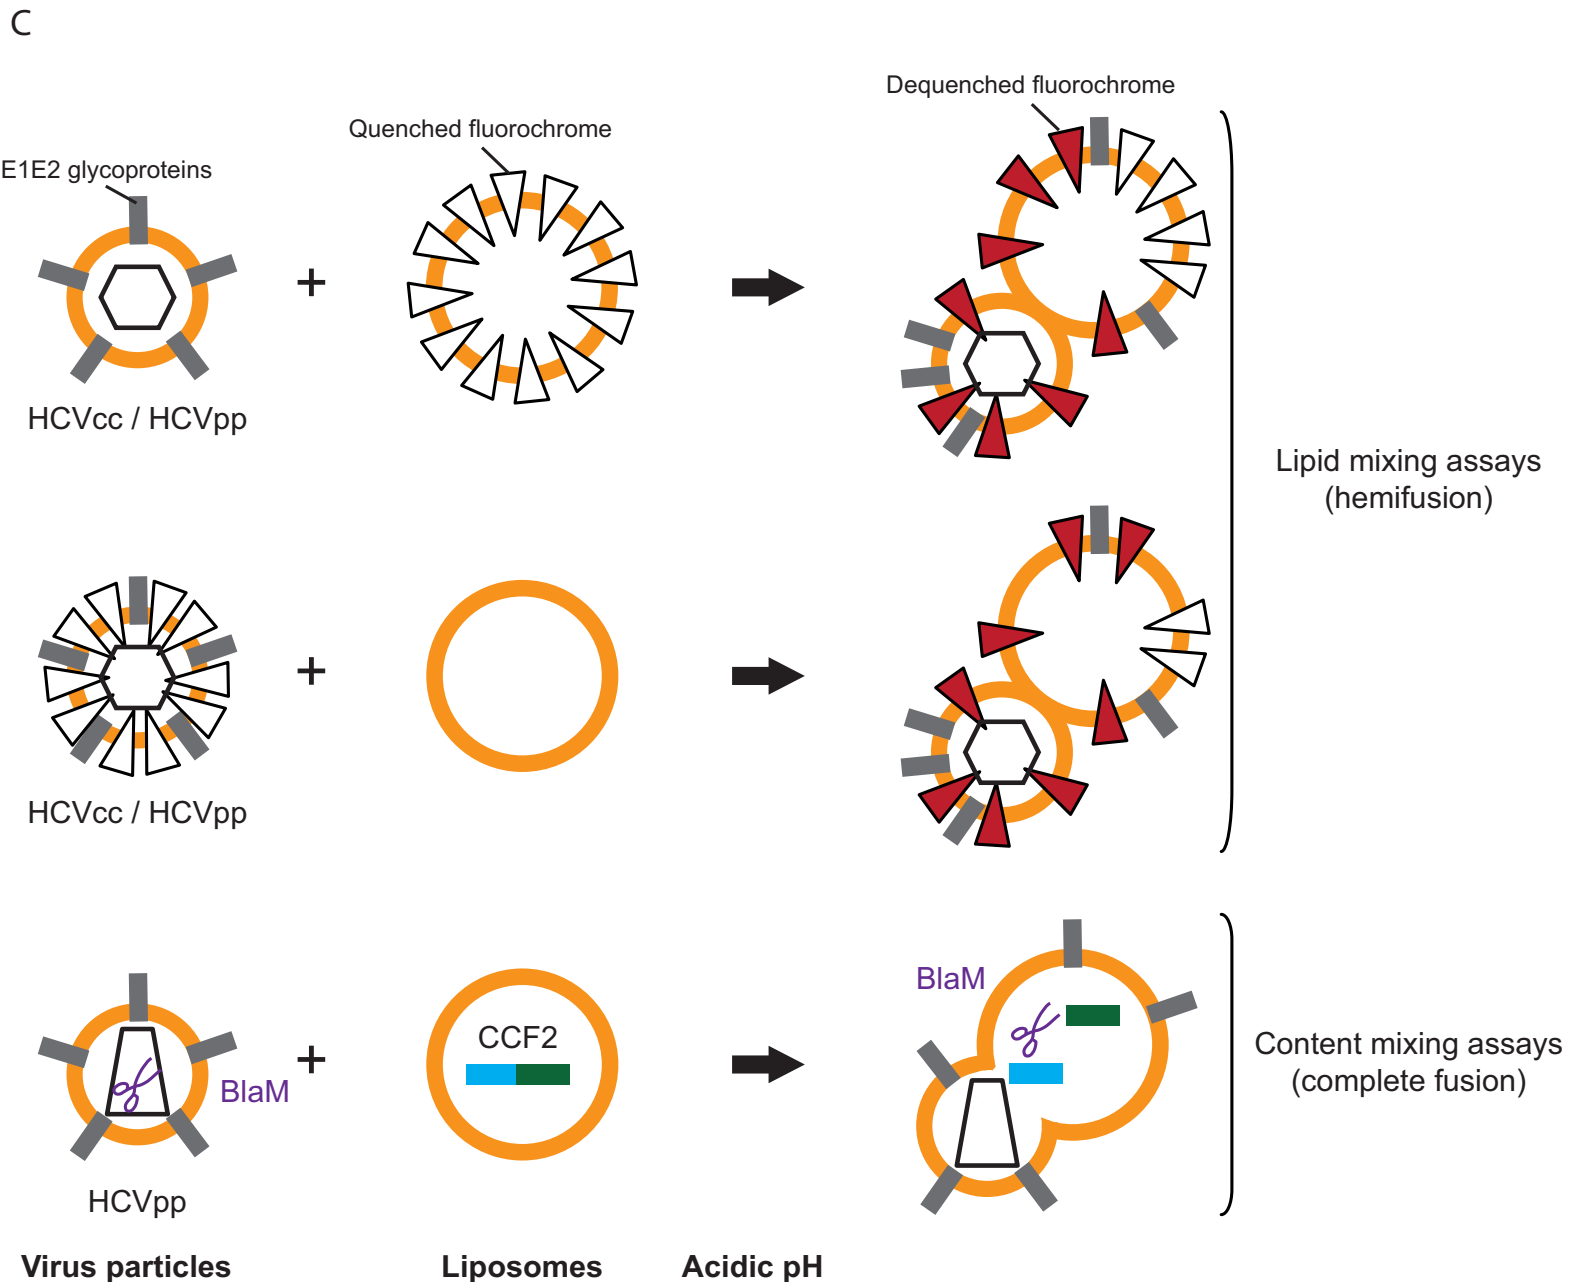 C
Dequenched fluorochrome
Quenched fluorochrome
E1E2 glycoproteins
+
HCVcc / HCVpp
Lipid mixing assays
(hemifusion)
+
HCVcc / HCVpp
BlaM
CCF2
+
BlaM
Content mixing assays
(complete fusion)
HCVpp
Virus particles
Liposomes
Acidic pH